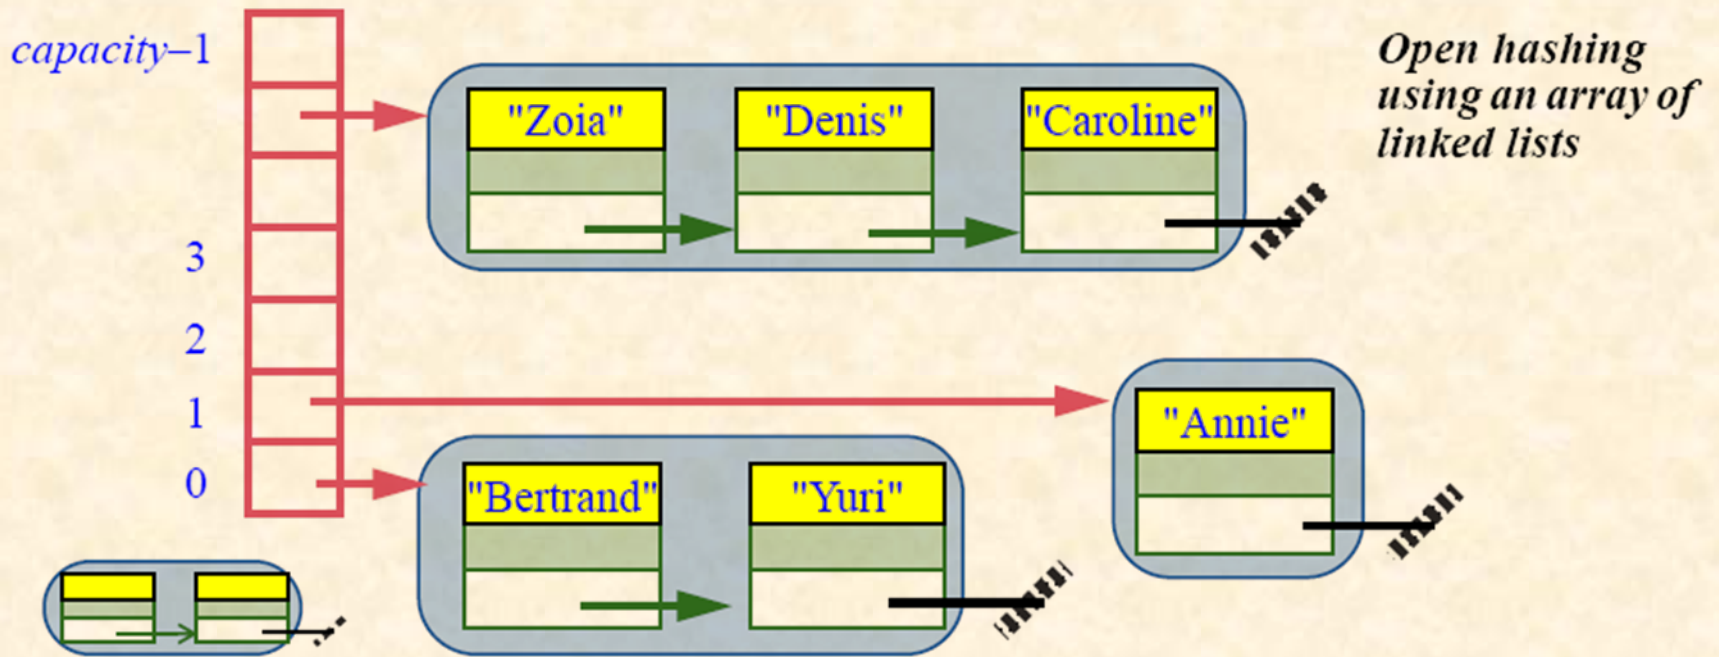 capacity–1
Open hashing
using an array of
linked lists
"Zoia" "Denis" "Caroline"
3
2
1
"Annie"
0
"Bertrand" "Yuri"